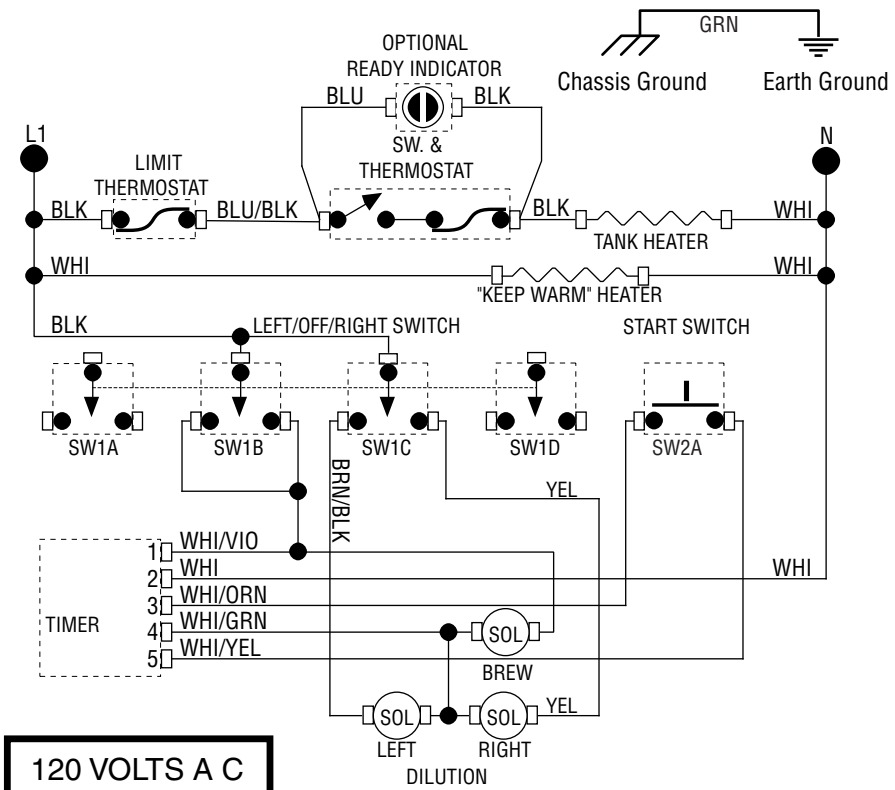 GRN
OPTIONAL
READY INDICATOR
Chassis Ground
Earth Ground
BLU
BLK
L1
N
LIMIT
THERMOSTAT
SW. &
THERMOSTAT
BLK
BLU/BLK
BLK
WHI
TANK HEATER
WHI
WHI
"KEEP WARM" HEATER
BLK
LEFT/OFF/RIGHT SWITCH
START SWITCH
SW1A
SW1B
SW1C
SW1D
SW2A
BRN/BLK
YEL
TIMER
1 WHI/VIO
2 WHI
WHI
3 WHI/ORN
4 WHI/GRN
5 WHI/YEL
SOL
BREW
SOL
LEFT
SOL
RIGHT
YEL
DILUTION
120 VOLTS A C